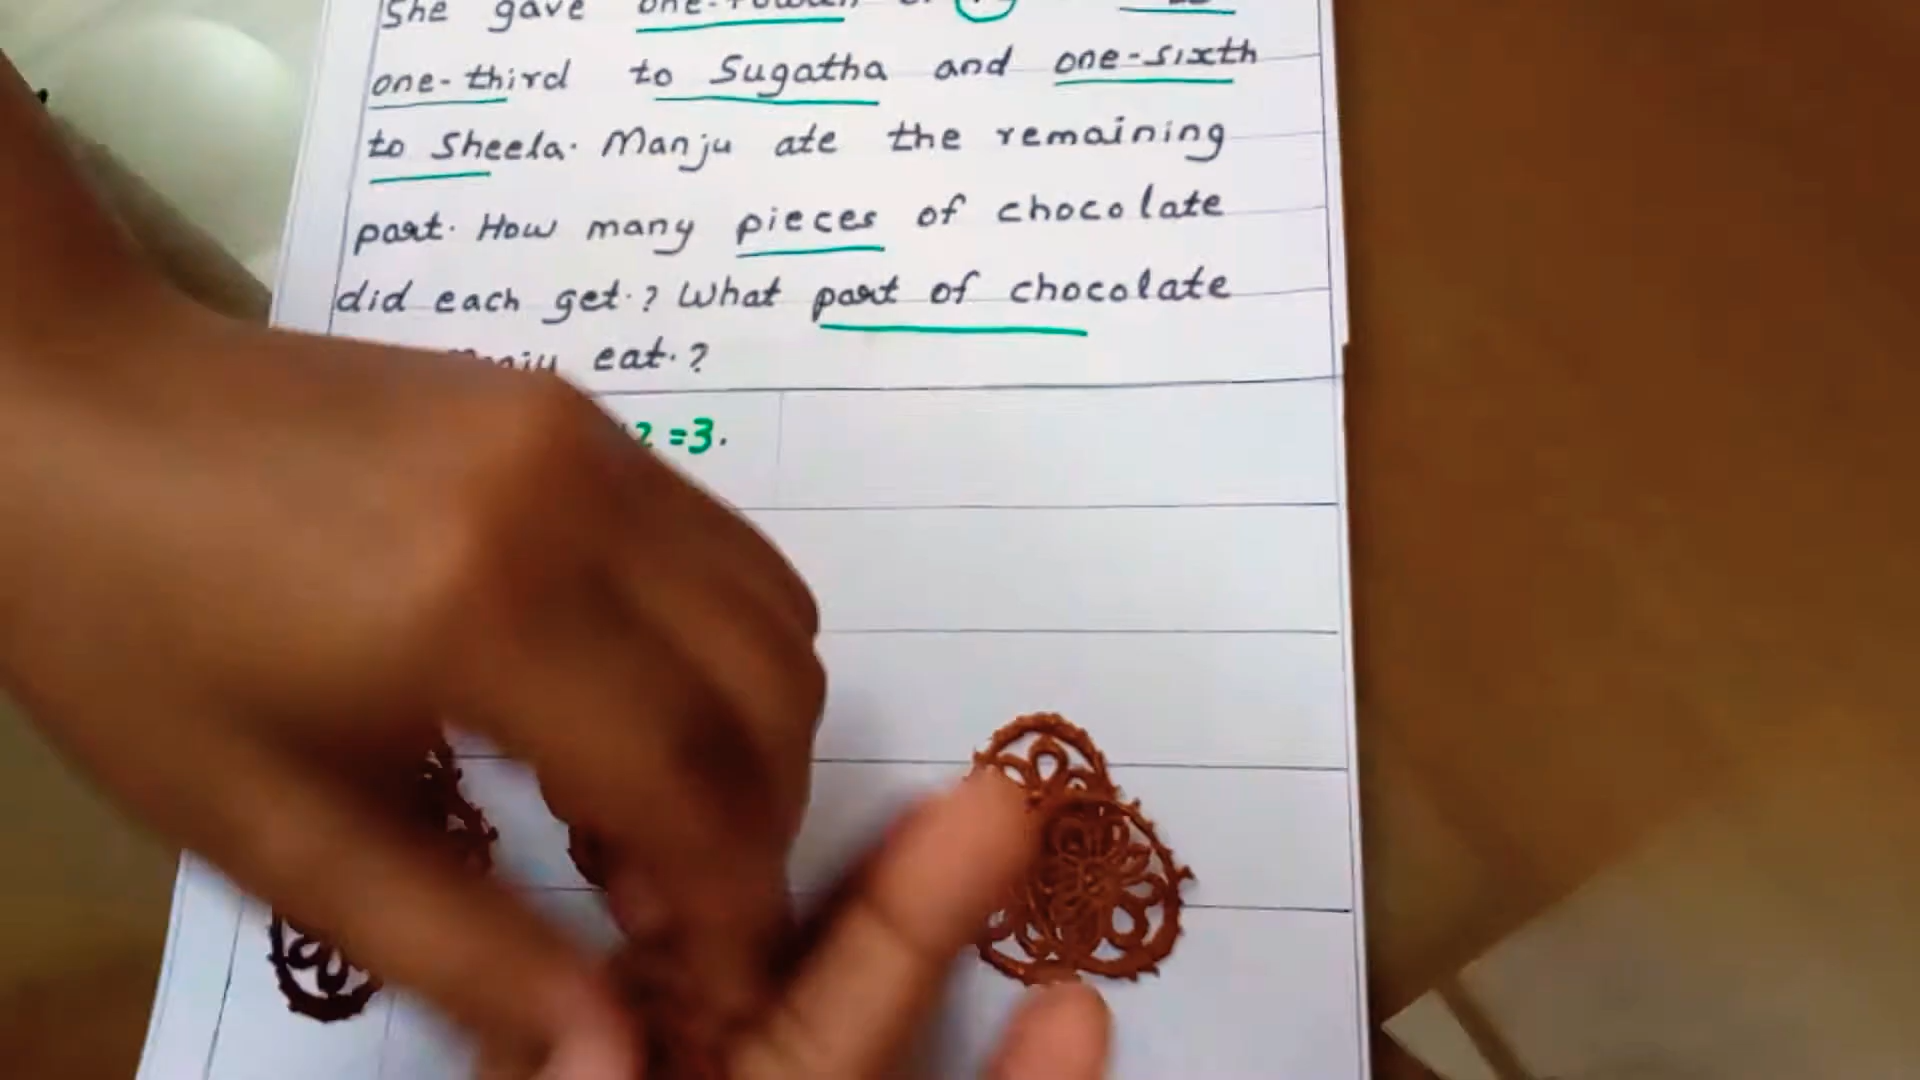 She gave
one-third to Sugatha and one-sixth
to Sheela. Manju ate the remaining
part. How many pieces of chocolate
did each get.? What part of chocolate
eat.?
2 =3.